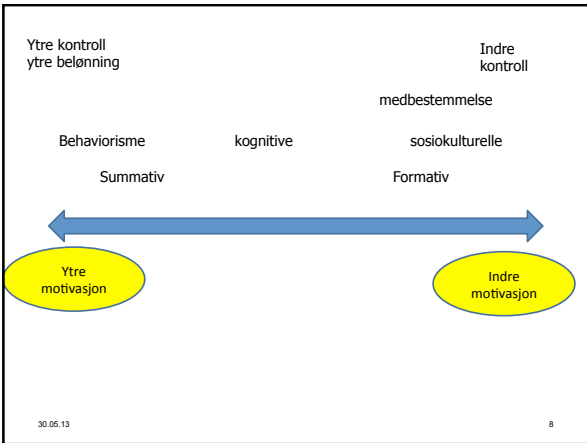 Ytre kontroll
ytre belønning
Indre
kontroll
medbestemmelse
Behaviorisme kognitive sosiokulturelle
Summativ Formativ
Ytre
motivasjon
Indre
motivasjon
30.05.13 8